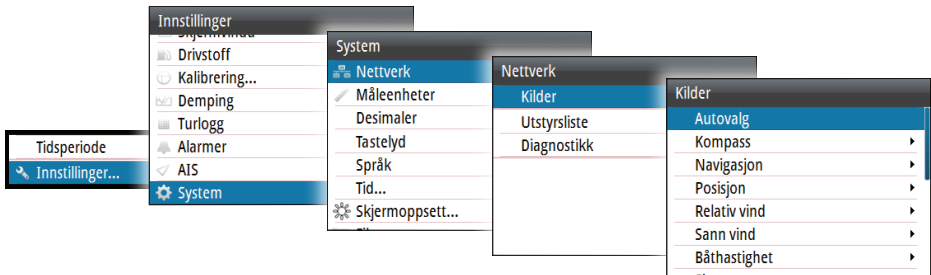 Tidsperiode
Innstillinger...
Innstillinger
Drivstoff
Kalibrering...
Demping
Turlogg
Alarmer
AIS
System
System
Nettverk
Måleenheter
Desimaler
Tastelyd
Språk
Tid...
Skjermoppsett...
Nettverk
Kilder
Utstyrsliste
Diagnostikk
Kilder
Autovalg
Kompass
Navigasjon
Posisjon
Relativ vind
Sann vind
Båthastighet